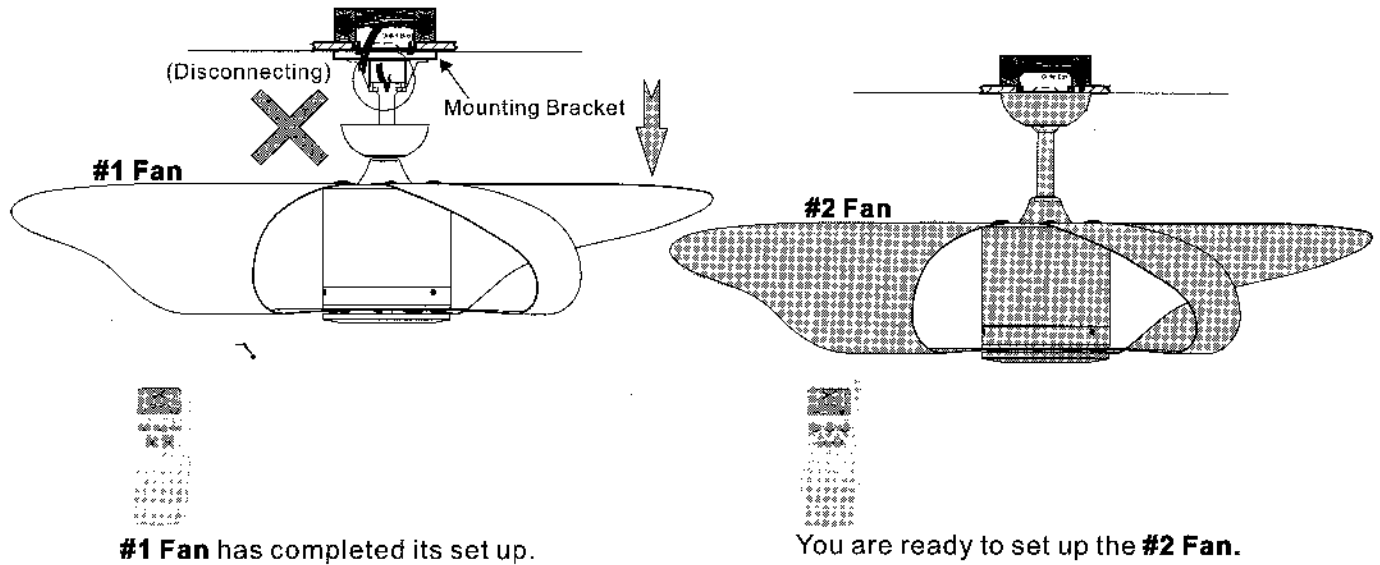 (Disconnecting)
Mounting Bracket
#1 Fan
#2 Fan
#1 Fan has completed its set up.
You are ready to set up the #2 Fan.